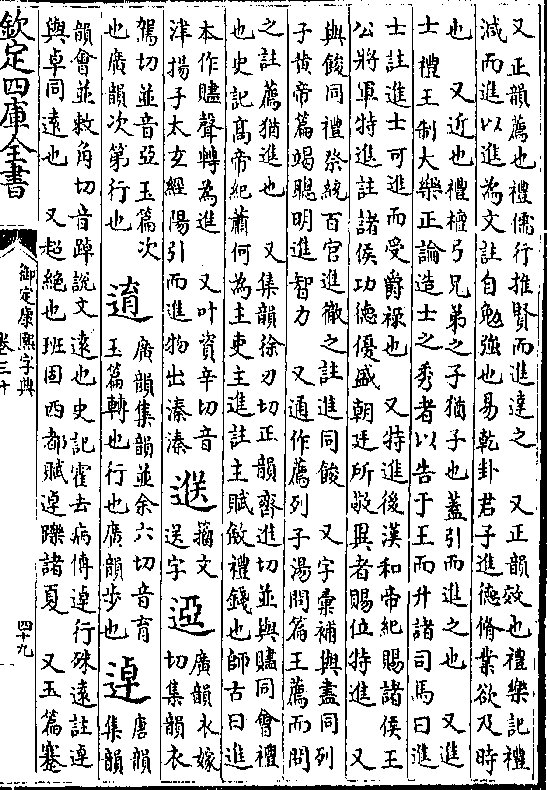 又正韻薦也禮儒行推賢而進達之　又正韻效也禮樂記禮
減而進以進為文註自勉強也易乾卦君子進德脩業欲及時
也　又近也禮檀弓兄弟之子猶子也蓋引而進之也　又進
士禮王制大樂正論造士之秀者以告于王而升諸司馬曰進
士註進士可進而受爵祿也　又特進後漢和帝紀賜諸侯王
公將軍特進註諸侯功德優盛朝廷所敬異者賜位特進　又
與餕同禮祭統百官進徹之註進同餕　又字彙補與盡同列
子黄帝篇竭聰明進智力　又通作薦列子湯問篇王薦而問
之註薦猶進也　又集韻徐刃切正韻齊進切並與賮同會禮
也史記髙帝紀蕭何為主吏主進註主賦斂禮錢也師古曰進
本作賮聲轉為進　又叶資辛切音
津揚子太玄經陽引而進物出溱溱
𨕩
籀文
送字
逜
廣韻衣嫁
切集韻衣
駕切並音亞玉篇次
也廣韻次第行也
逳
廣韻集韻並余六切音育
玉篇轉也行也廣韻步也
逴
唐韻
集韻
韻會並敕角切音踔說文遠也史記霍去病傳逴行殊遠註逴
與卓同遠也　又超絶也班固西都賦逴躒諸夏　又玉篇蹇
欽定四庫全書
御定康熙字典
卷三十
四十九